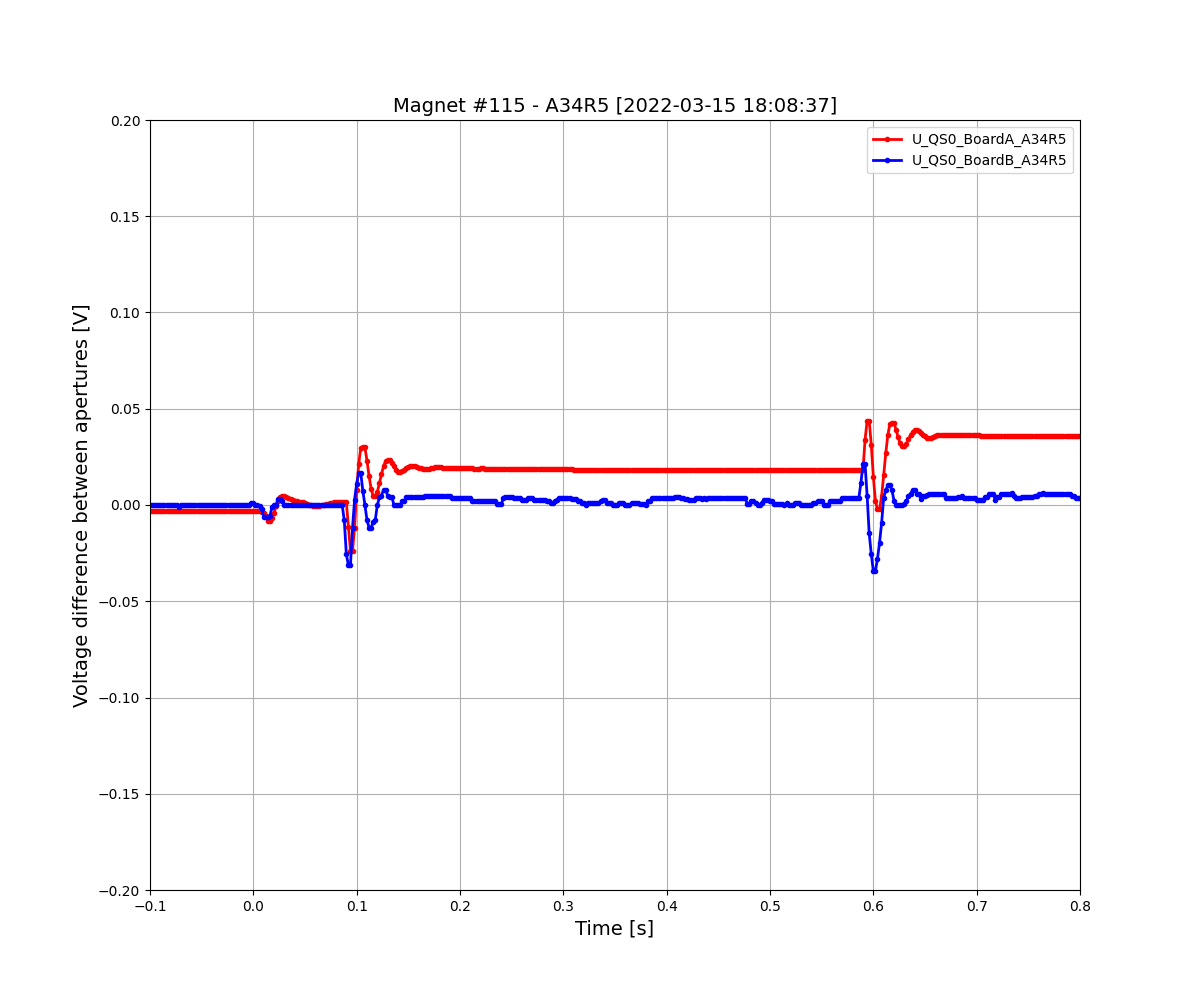 Magnet #115 - A34R5 [2022-03-15 18:08:37]
U_QS0_BoardA_A34R5
U_QS0_BoardB_A34R5
Voltage difference between apertures [V]
0.20
0.15
0.10
0.05
0.00
−0.05
−0.10
−0.15
−0.20
−0.1 0.0 0.1 0.2 0.3 0.4 0.5 0.6 0.7 0.8
Time [s]